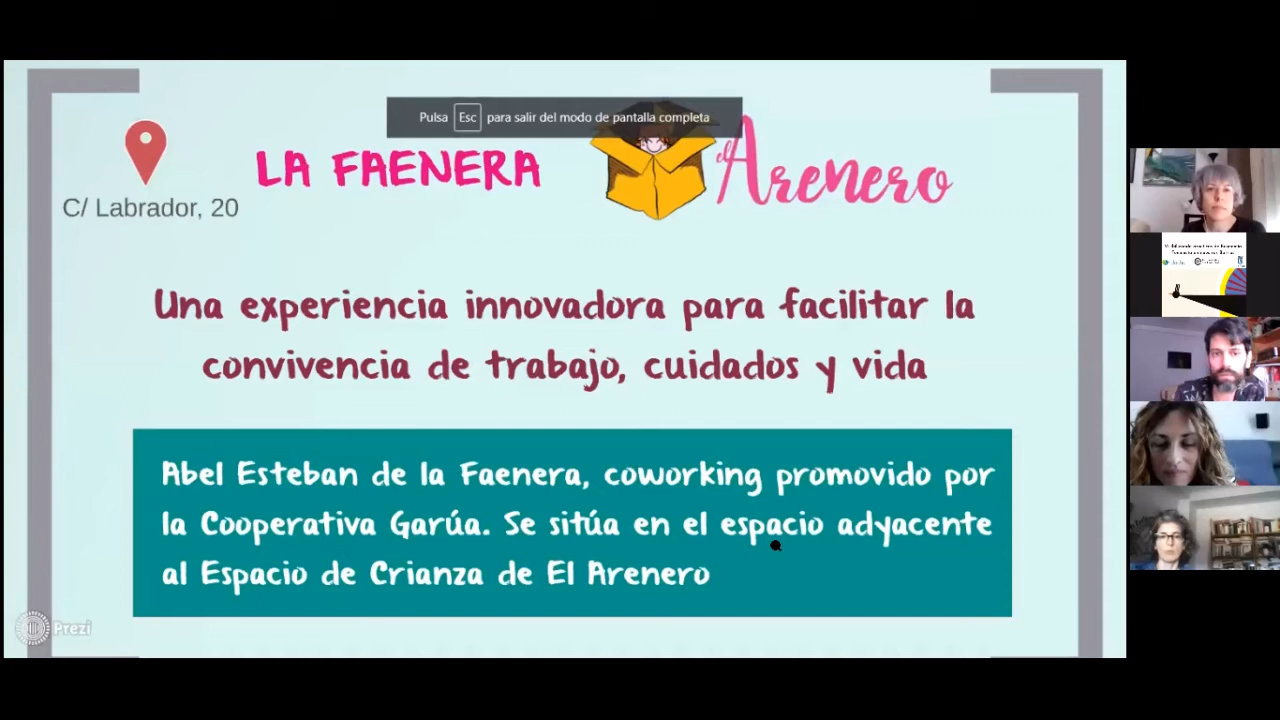 Pulsa Esc para salir del modo de pantalla completa
LA FAENERA
el Arenero
C/ Labrador, 20
Una experiencia innovadora para facilitar la
convivencia de trabajo, cuidados y vida
Abel Esteban de la Faenera, coworking promovido por
la Cooperativa Garúa. Se sitúa en el espacio adyacente
al Espacio de Crianza de El Arenero
Prezi